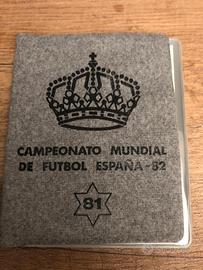 CAMPEONATO MUNDIAL
DE FUTBOL ESPAÑA-82
81